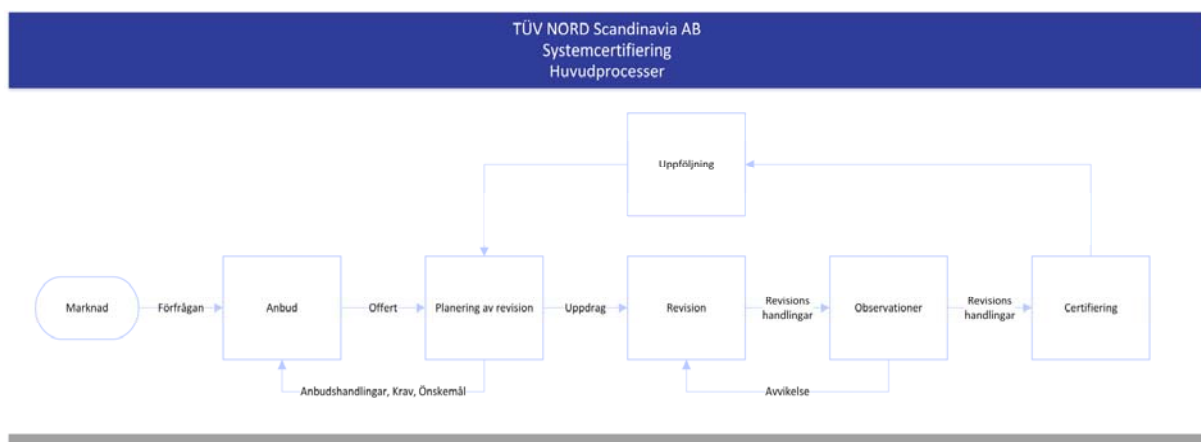 TÜV NORD Scandinavia AB
Systemcertifiering
Huvudprocesser
Uppföljning
Marknad
Förfrågan
Anbud
Offert
Planering av revision
Uppdrag
Revision
Revisions
handlingar
Observationer
Revisions
handlingar
Certifiering
Anbudshandlingar, Krav, Önskemål
Avvikelse